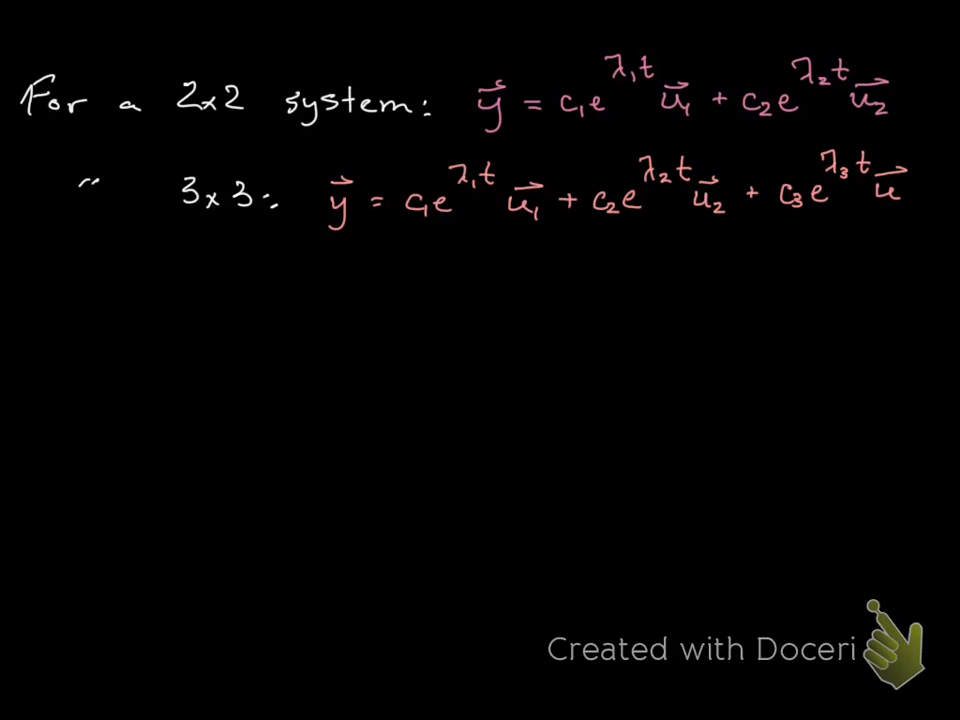 For a 2x2 system: y⃗ = c₁e^{λ₁t} u⃗₁ + c₂e^{λ₂t} u⃗₂
" 3x3: y⃗ = c₁e^{λ₁t} u⃗₁ + c₂e^{λ₂t} u⃗₂ + c₃e^{λ₃t} u⃗
Created with Doceri